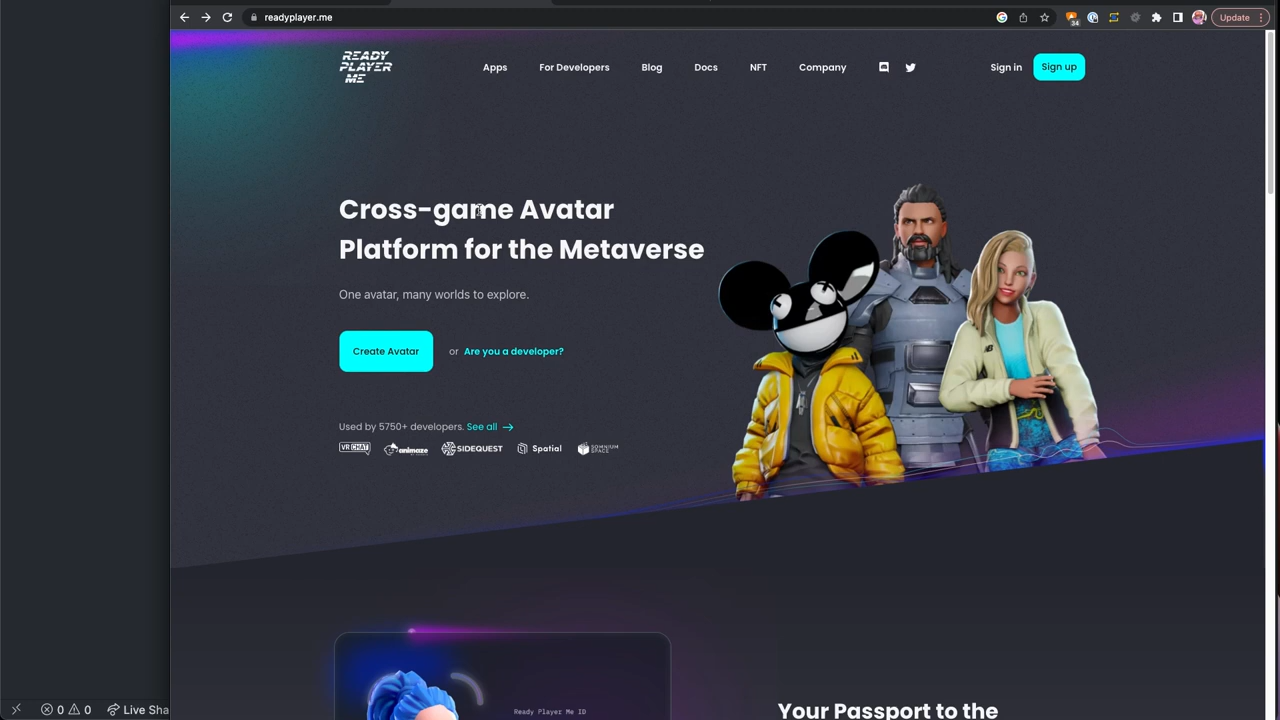 readyplayer.me
34
Update
READY
PLAYER
ME
Apps
For Developers
Blog
Docs
NFT
Company
Sign in
Sign up
Cross-game Avatar
Platform for the Metaverse
One avatar, many worlds to explore.
Create Avatar
or Are you a developer?
Used by 5750+ developers. See all →
VRCHAT
animaze
SIDEQUEST
Spatial
SOMNIUM
SPACE
Ready Player Me ID
Your Passport to the
0 0 Live Sha